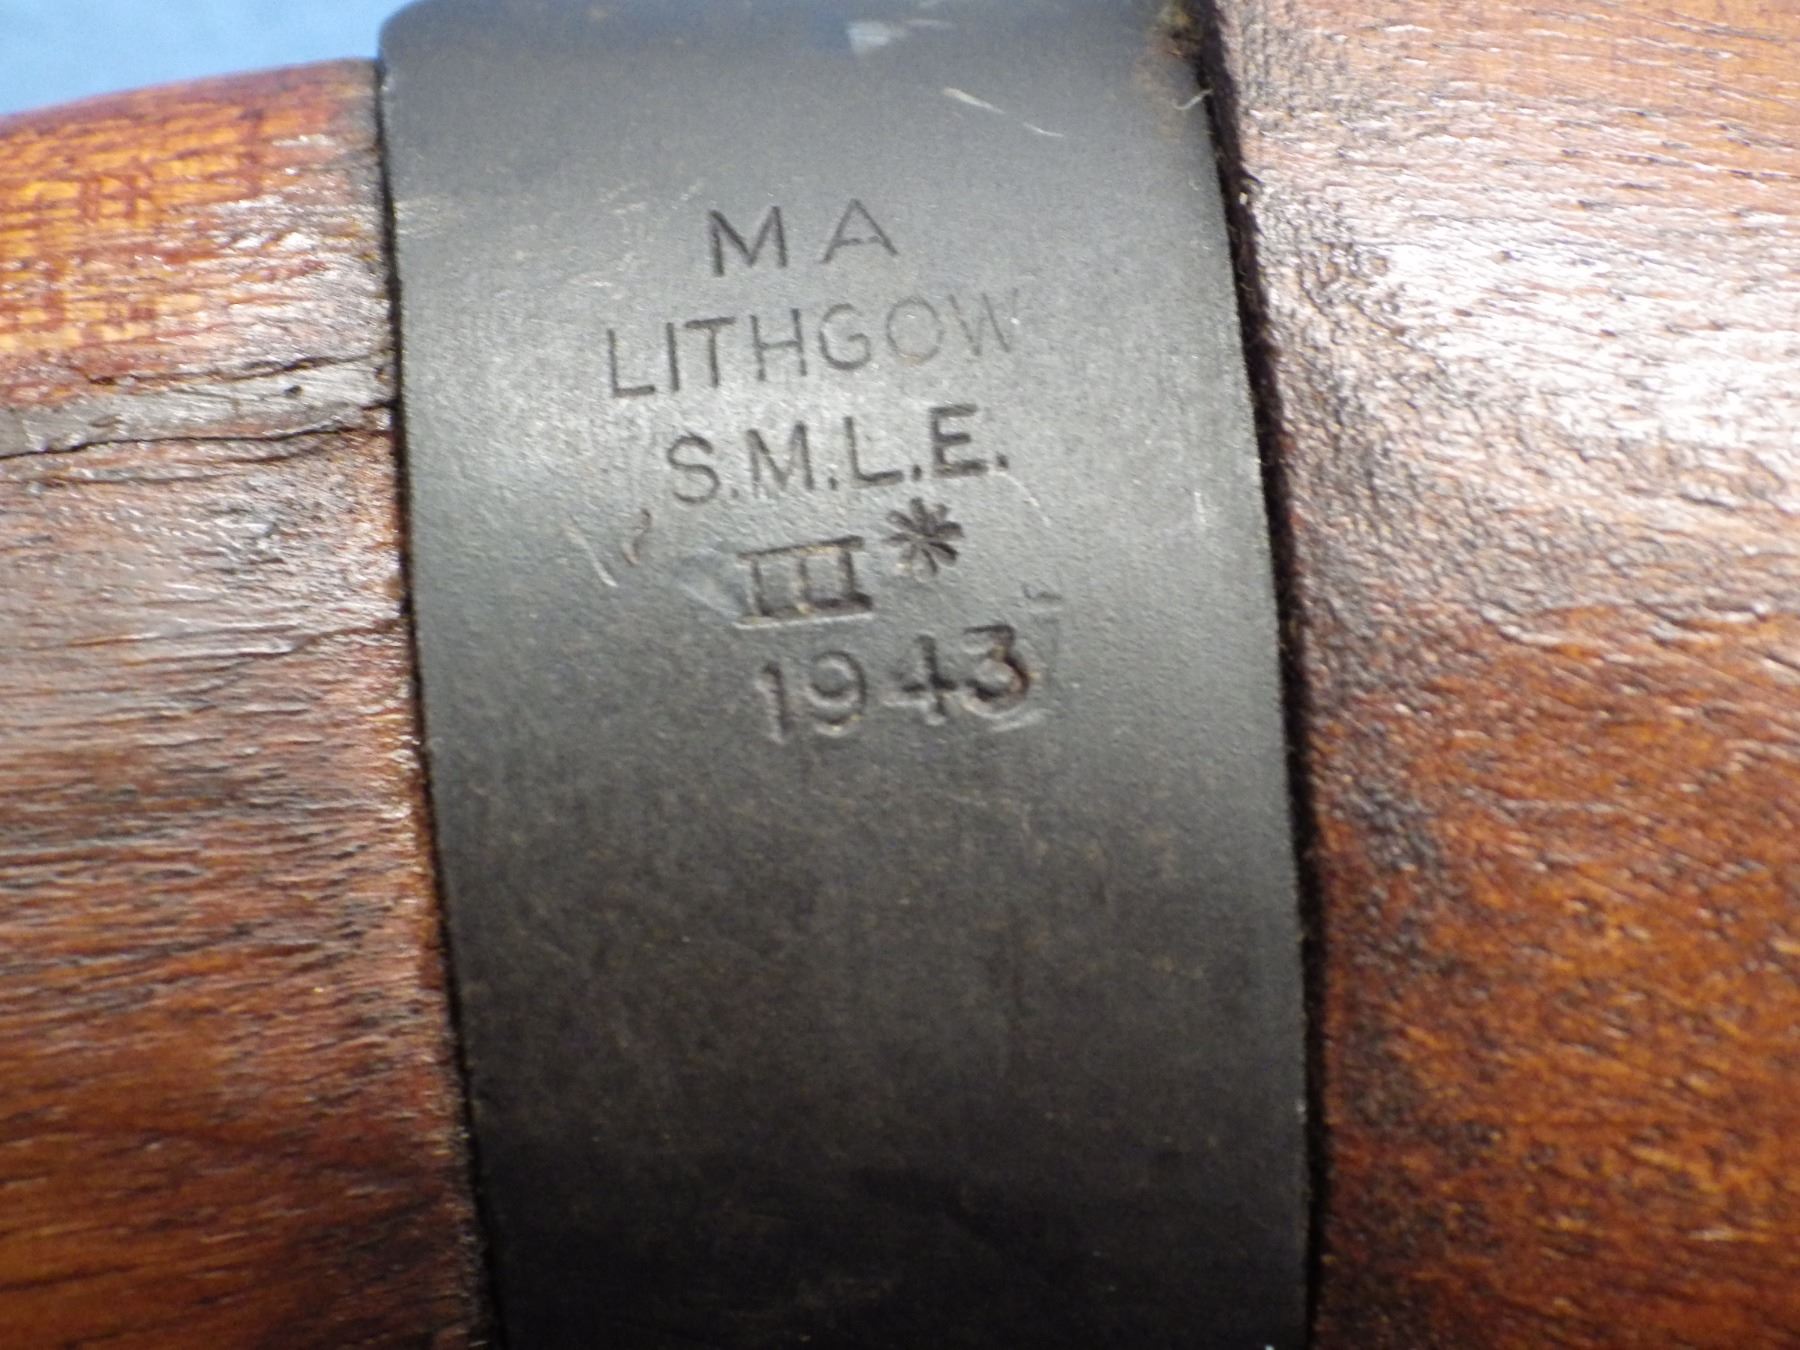 MA
LITHGOW
S.M.L.E.
III*
1943